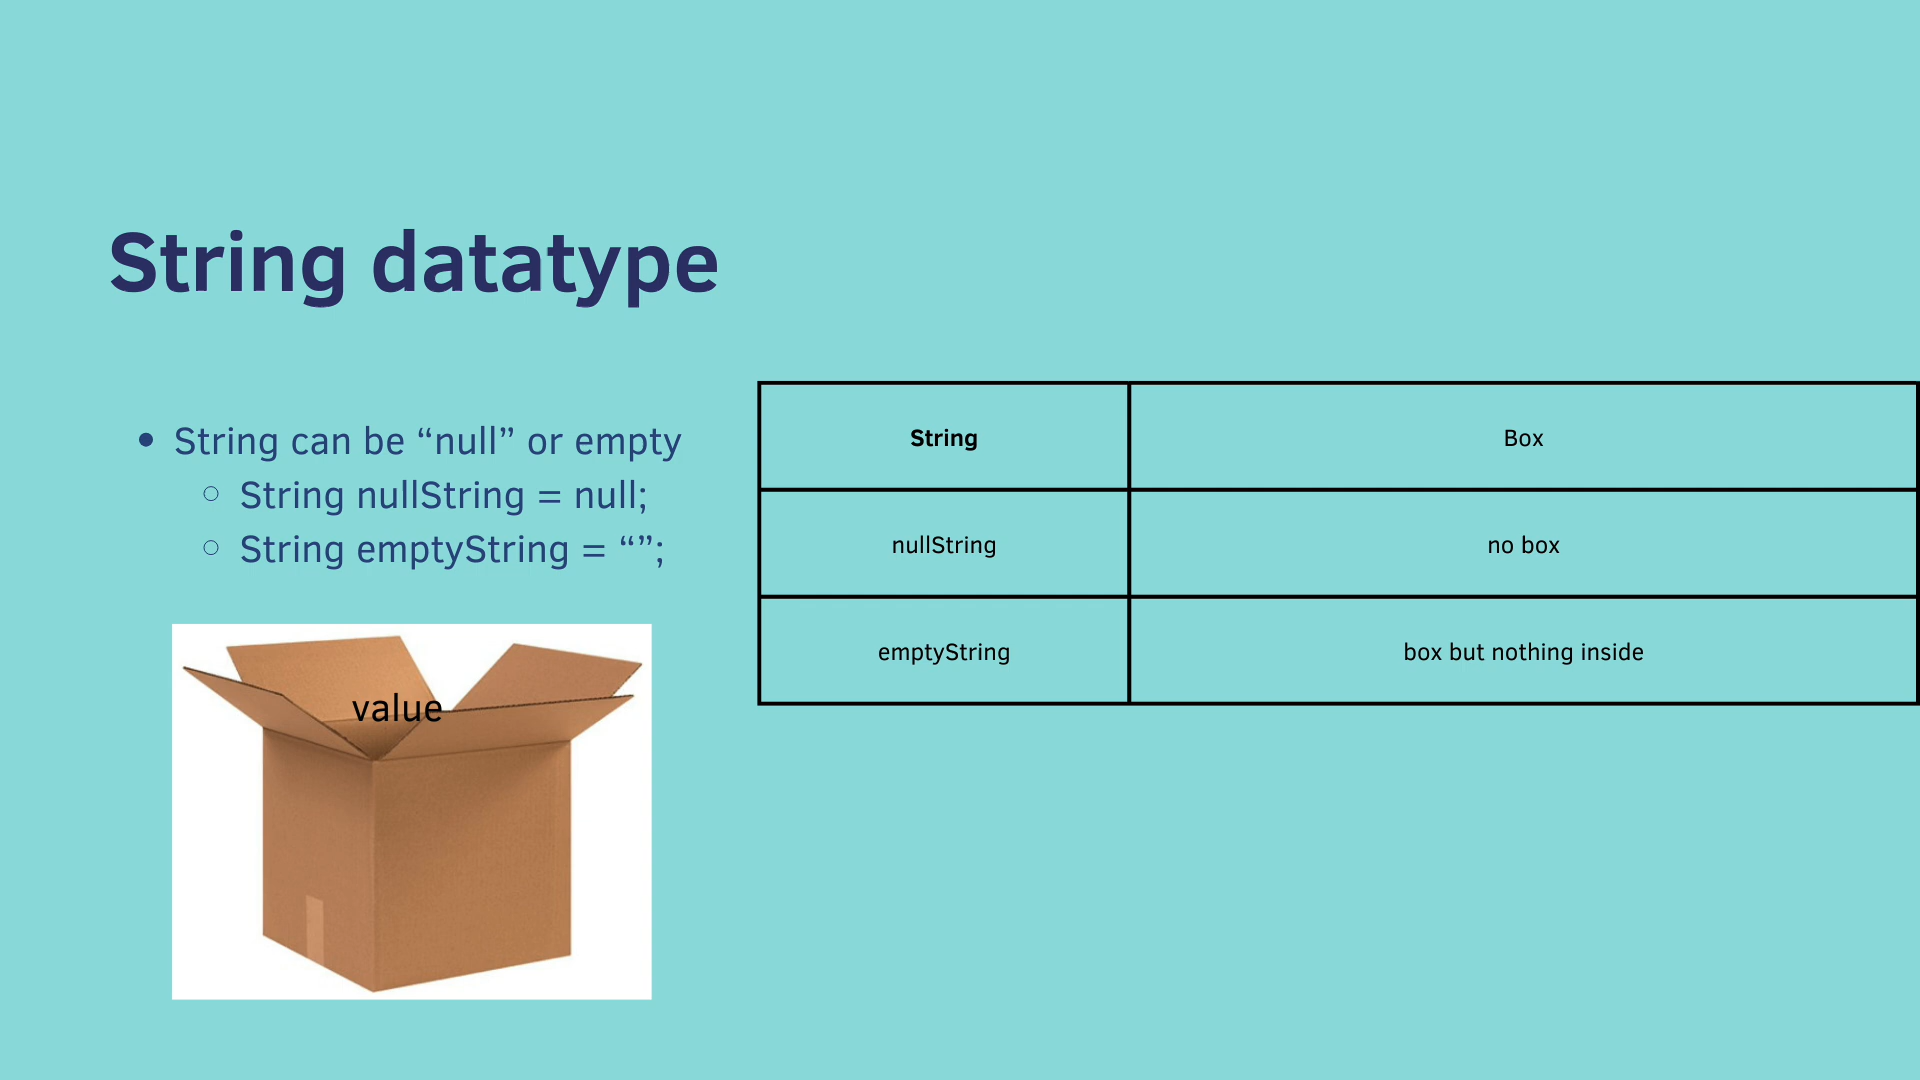 String datatype
String can be “null” or empty
String nullString = null;
String emptyString = “”;
value
String Box
nullString no box
emptyString box but nothing inside